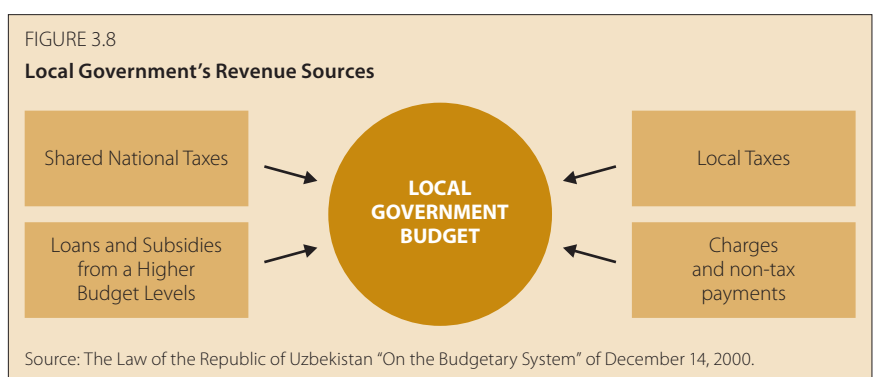 FIGURE 3.8
Local Government's Revenue Sources
Shared National Taxes
Loans and Subsidies
from a Higher
Budget Levels
LOCAL
GOVERNMENT
BUDGET
Local Taxes
Charges
and non-tax
payments
Source: The Law of the Republic of Uzbekistan “On the Budgetary System” of December 14, 2000.